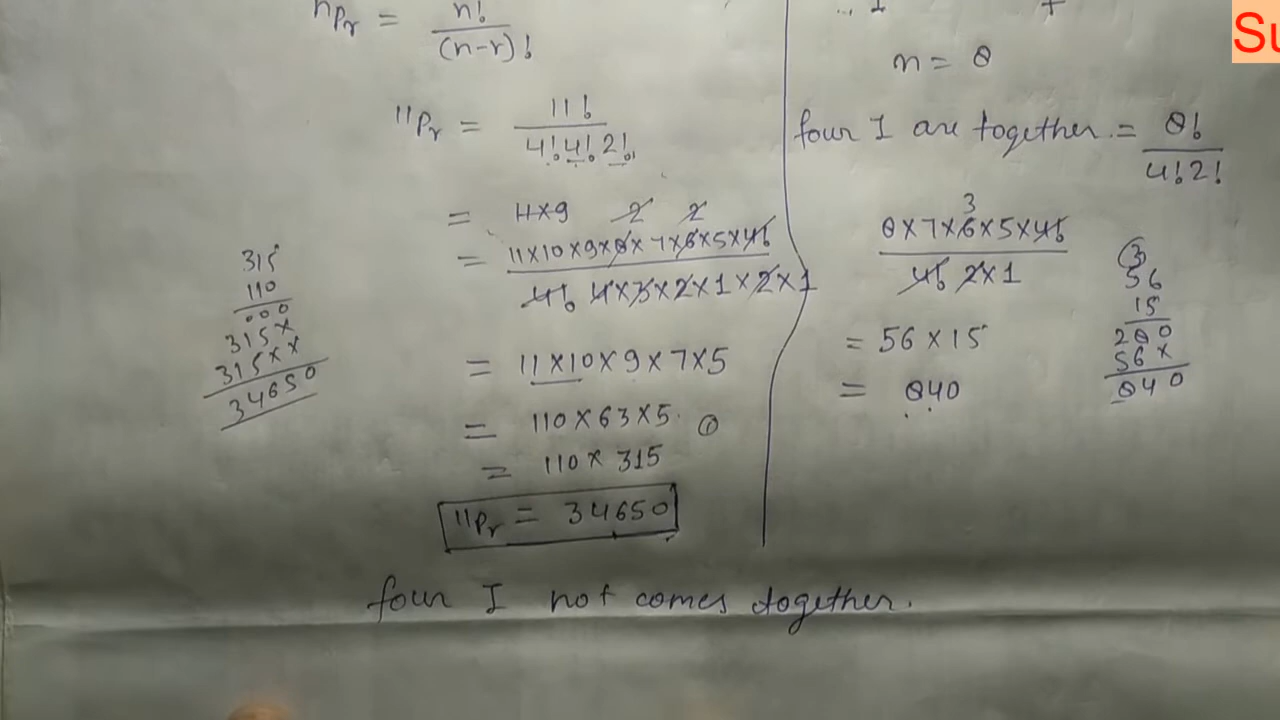 nPr = n! / (n-r)!
¹¹Pr = 11! / 4! 4! 2!
= 11×9 2 2
= 11×10×9×8×7×6×5×4! / 4! 4×3×2×1×2×1
= 11×10×9×7×5
= 110×63×5
= 110×315
¹¹Pr = 34650
315
110
000
315×
315××
34650
n = 8
four I are together = 8! / 4! 2!
3
8×7×6×5×4! / 4! 2×1
= 56×15
= 840
3
56
15
280
56×
840
four I not comes together.
Su